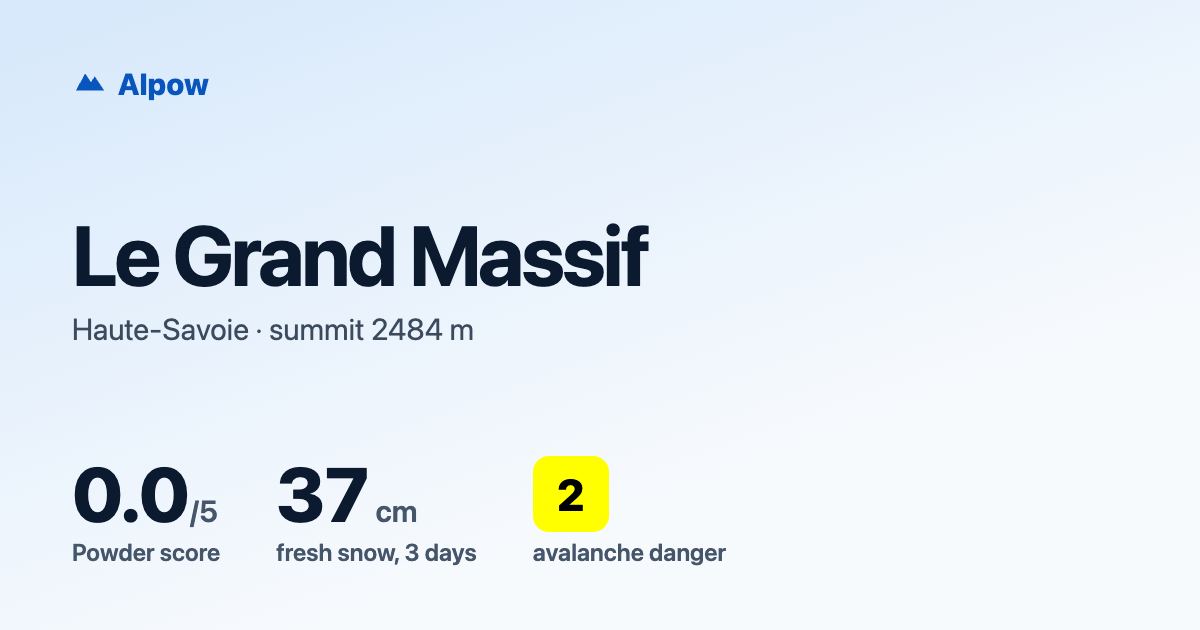 Alpow
Le Grand Massif
Haute-Savoie · summit 2484 m
0.0/5
Powder score
37 cm
fresh snow, 3 days
2
avalanche danger